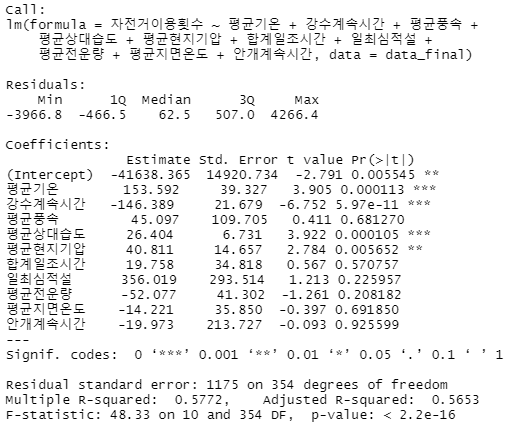 Call:
lm(formula = 자전거이용횟수 ~ 평균기온 + 강수계속시간 + 평균풍속 +
평균상대습도 + 평균현지기압 + 합계일조시간 + 일최심적설 +
평균전운량 + 평균지면온도 + 안개계속시간, data = data_final)
Residuals:
Min 1Q Median 3Q Max
-3966.8 -466.5 62.5 507.0 4266.4
Coefficients:
Estimate Std. Error t value Pr(>|t|)
(Intercept) -41638.365 14920.734 -2.791 0.005545 **
평균기온 153.592 39.327 3.905 0.000113 ***
강수계속시간 -146.389 21.679 -6.752 5.97e-11 ***
평균풍속 45.097 109.705 0.411 0.681270
평균상대습도 26.404 6.731 3.922 0.000105 ***
평균현지기압 40.811 14.657 2.784 0.005652 **
합계일조시간 19.758 34.818 0.567 0.570757
일최심적설 356.019 293.514 1.213 0.225957
평균전운량 -52.077 41.302 -1.261 0.208182
평균지면온도 -14.221 35.850 -0.397 0.691850
안개계속시간 -19.973 213.727 -0.093 0.925599
---
Signif. codes: 0 ‘***’ 0.001 ‘**’ 0.01 ‘*’ 0.05 ‘.’ 0.1 ‘ ’ 1
Residual standard error: 1175 on 354 degrees of freedom
Multiple R-squared: 0.5772, Adjusted R-squared: 0.5653
F-statistic: 48.33 on 10 and 354 DF, p-value: < 2.2e-16